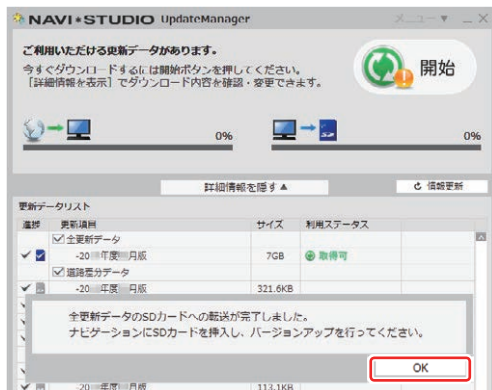 NAVI*STUDIO UpdateManager
メニュー ▼
ご利用いただける更新データがあります。
今すぐダウンロードするには開始ボタンを押してください。
[詳細情報を表示] でダウンロード内容を確認・変更できます。
開始
0%
0%
詳細情報を隠す▲
情報更新
更新データリスト
進捗 更新項目 サイズ 利用ステータス
全更新データ
-20 年度 月版 7GB 取得可
道路差分データ
-20 年度 月版 321.6KB
全更新データのSDカードへの転送が完了しました。
ナビゲーションにSDカードを挿入し、バージョンアップを行ってください。
OK
-20 年度 月版 113.1KB